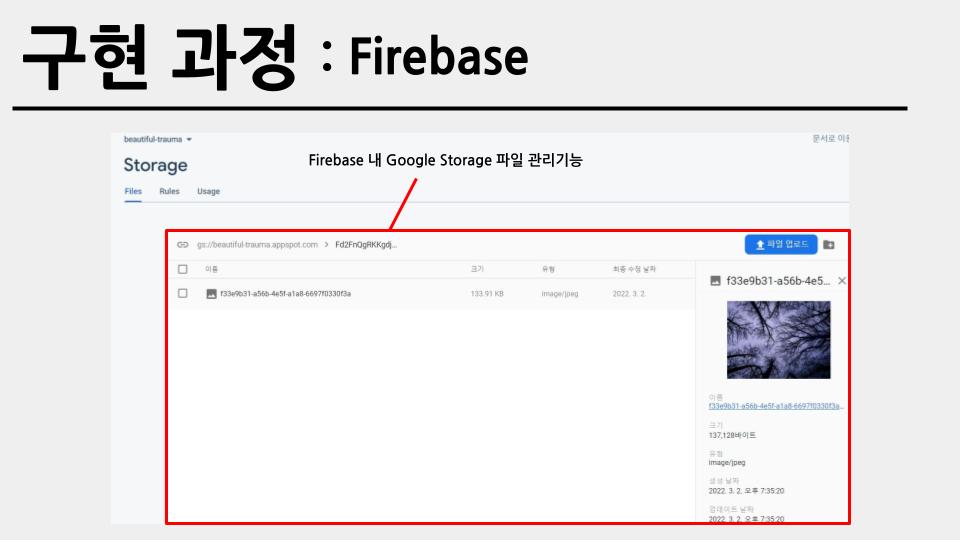 구현 과정 : Firebase
beautiful-trauma
문서로 이동
Storage
Firebase 내 Google Storage 파일 관리기능
Files Rules Usage
gs://beautiful-trauma.appspot.com > Fd2FnQgRKKgdj...
파일 업로드
이름 크기 유형 최종 수정 날짜
f33e9b31-a56b-4e5f-a1a8-6697f0330f3a 133.91 KB image/jpeg 2022. 3. 2.
f33e9b31-a56b-4e5...
이름
f33e9b31-a56b-4e5f-a1a8-6697f0330f3a...
크기
137,128바이트
유형
image/jpeg
생성 날짜
2022. 3. 2. 오후 7:35:20
업데이트 날짜
2022. 3. 2. 오후 7:35:20